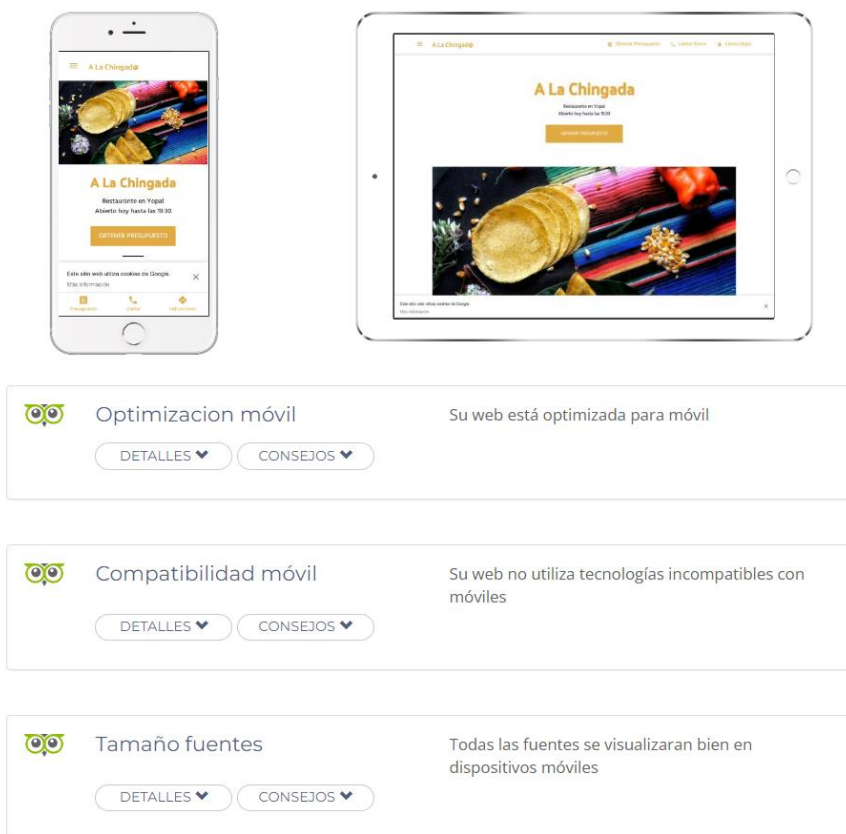 A La Chingad@
A La Chingada
Restaurante en Yopal
Abierto hoy hasta las 19:30
OBTENER PRESUPUESTO
Este sitio web utiliza cookies de Google.
Más información
A La Chingad@
Obtener Presupuesto
A La Chingada
Restaurante en Yopal
Abierto hoy hasta las 19:30
OBTENER PRESUPUESTO
Este sitio web utiliza cookies de Google.
Más información
Optimizacion móvil
Su web está optimizada para móvil
DETALLES CONSEJOS
Compatibilidad móvil
Su web no utiliza tecnologías incompatibles con
móviles
DETALLES CONSEJOS
Tamaño fuentes
Todas las fuentes se visualizaran bien en
dispositivos móviles
DETALLES CONSEJOS